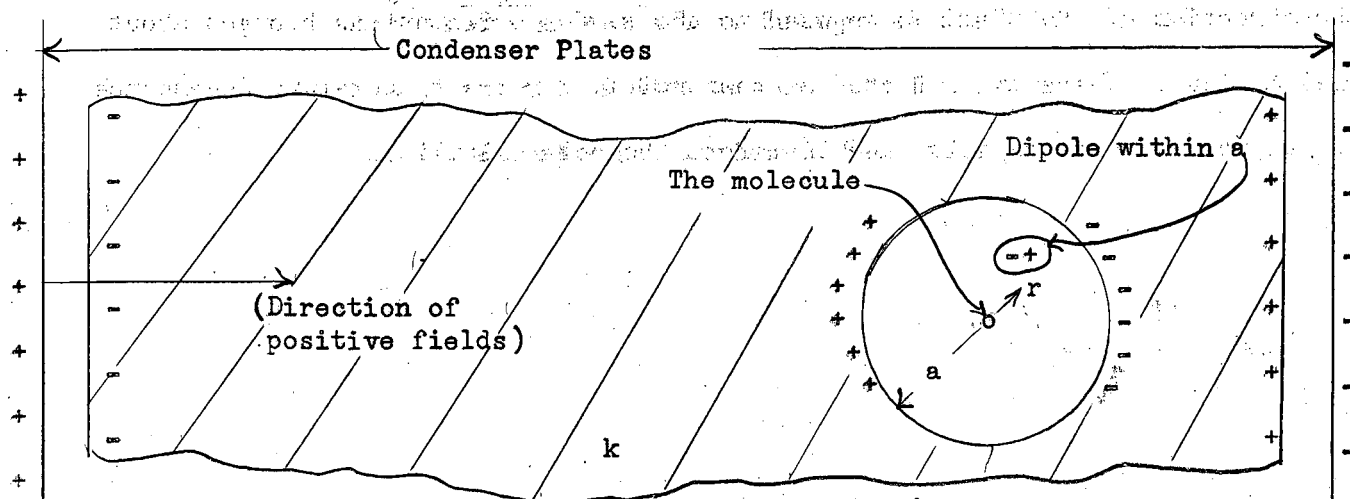 Condenser Plates
Dipole within a
The molecule
r
(Direction of
positive fields)
a
k